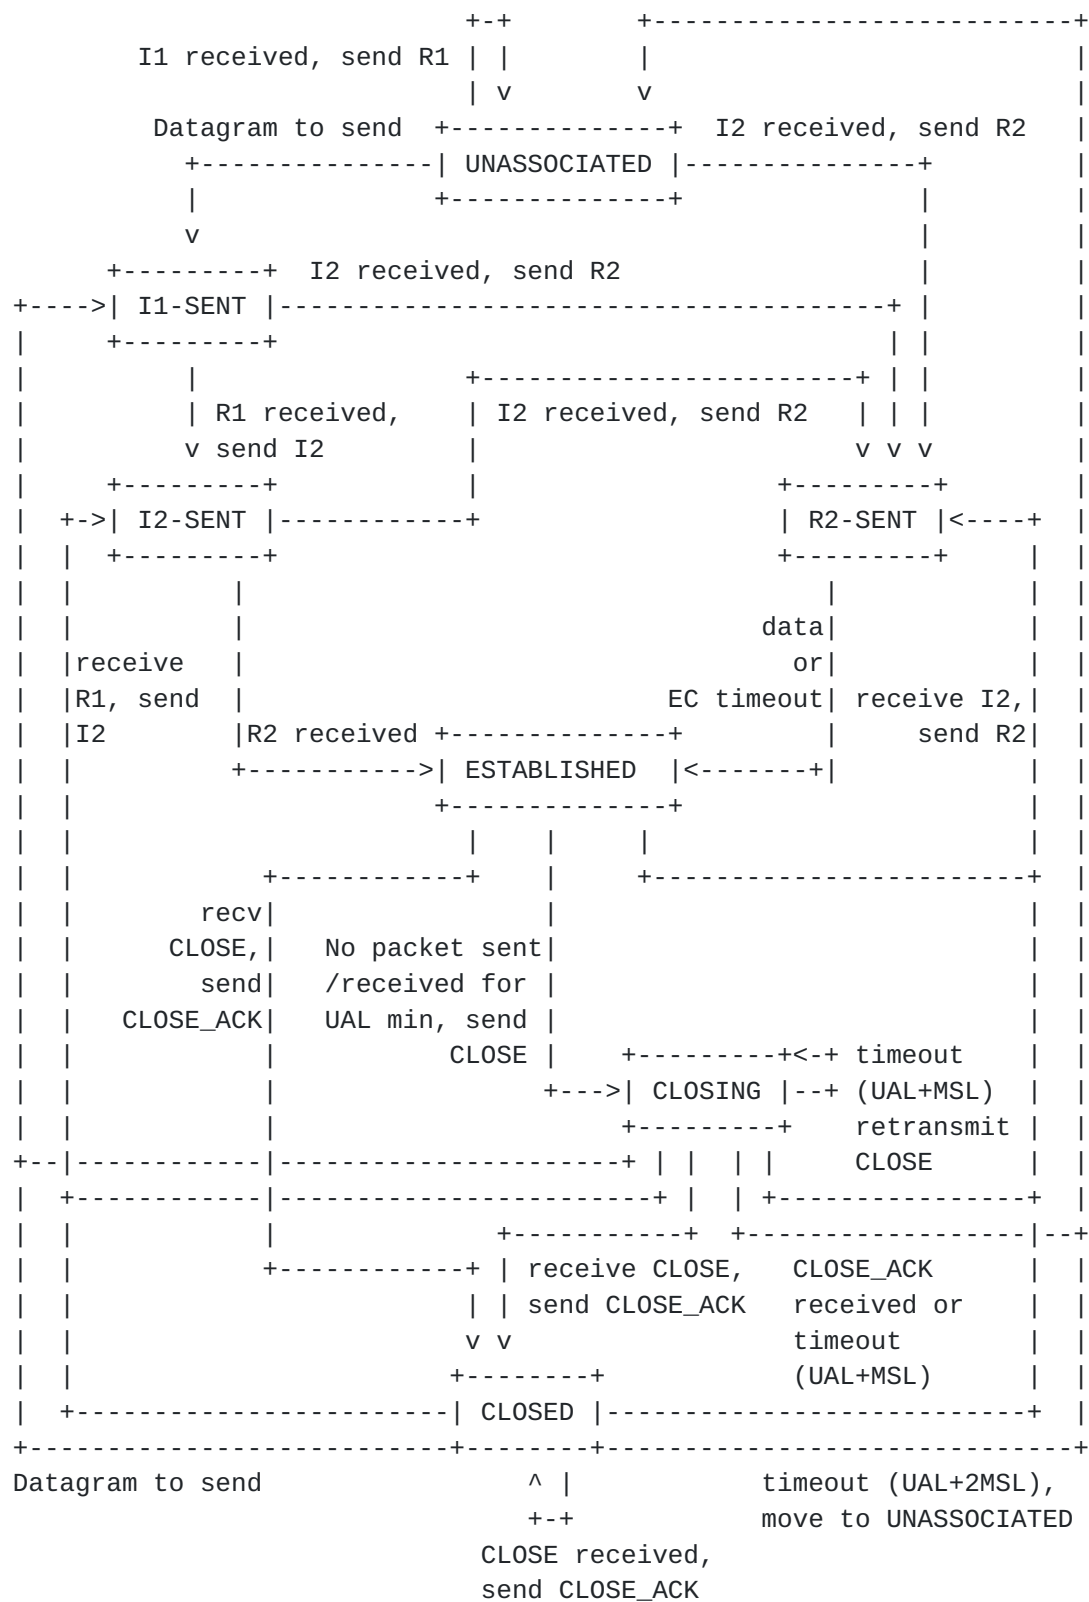 I1 received, send R1
Datagram to send I2 received, send R2
UNASSOCIATED
I2 received, send R2
I1-SENT
R1 received, I2 received, send R2
send I2
I2-SENT R2-SENT
data
receive or
R1, send EC timeout receive I2,
I2 R2 received send R2
ESTABLISHED
recv
CLOSE, No packet sent
send /received for
CLOSE_ACK UAL min, send
CLOSE timeout
CLOSING (UAL+MSL)
retransmit
CLOSE
receive CLOSE, CLOSE_ACK
send CLOSE_ACK received or
timeout
(UAL+MSL)
CLOSED
Datagram to send timeout (UAL+2MSL),
move to UNASSOCIATED
CLOSE received,
send CLOSE_ACK